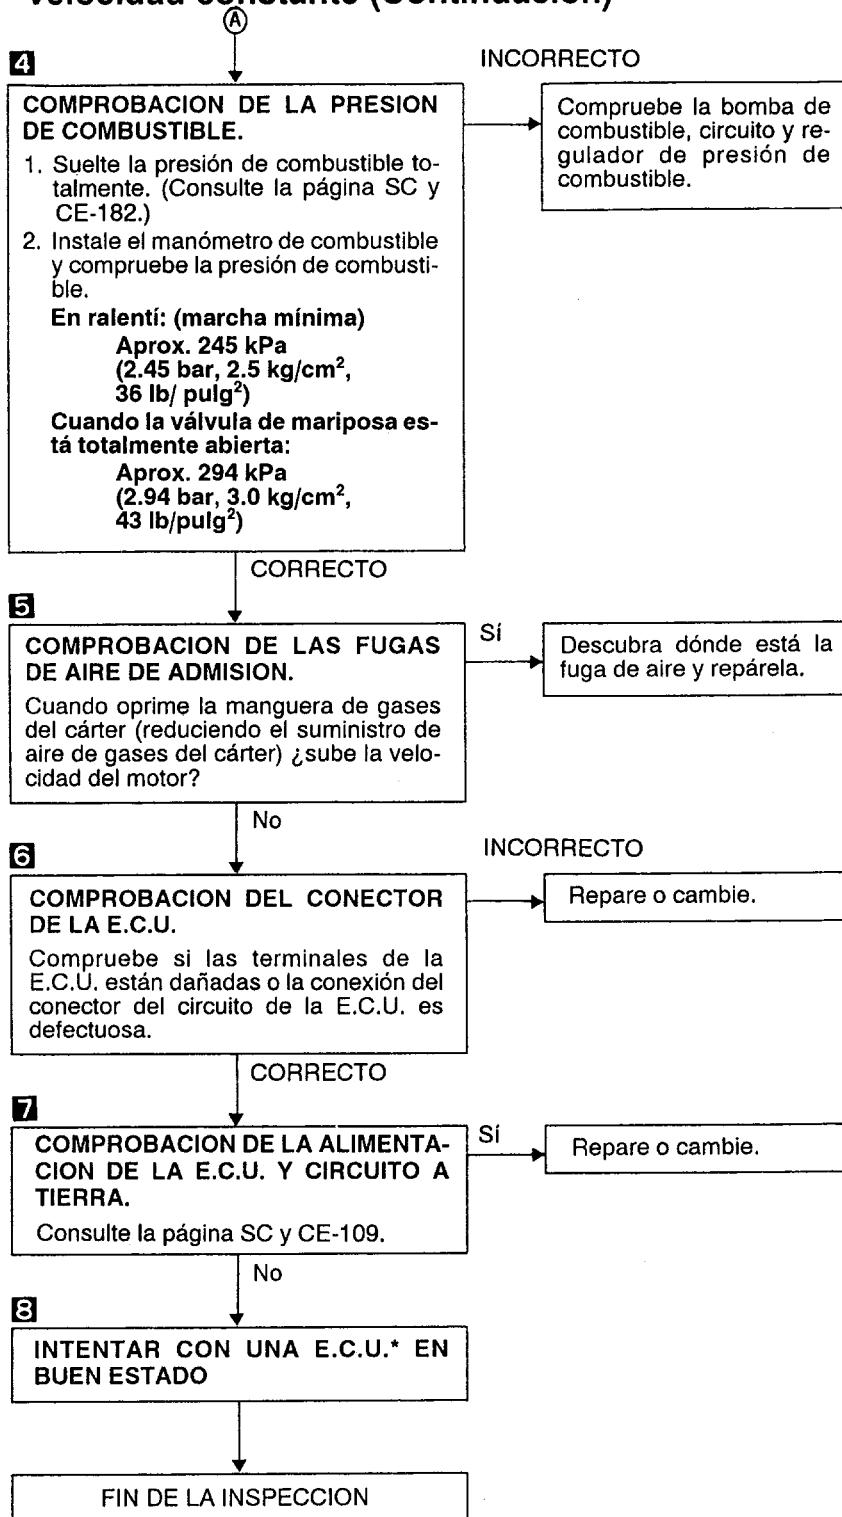 velocidad constante (Continuación)
A
4
INCORRECTO
COMPROBACION DE LA PRESION
DE COMBUSTIBLE.
1. Suelte la presión de combustible to-
talmente. (Consulte la página SC y
CE-182.)
2. Instale el manómetro de combustible
y compruebe la presión de combusti-
ble.
En ralentí: (marcha mínima)
Aprox. 245 kPa
(2.45 bar, 2.5 kg/cm²,
36 lb/ pulg²)
Cuando la válvula de mariposa es-
tá totalmente abierta:
Aprox. 294 kPa
(2.94 bar, 3.0 kg/cm²,
43 lb/pulg²)
Compruebe la bomba de
combustible, circuito y re-
gulador de presión de
combustible.
CORRECTO
5
COMPROBACION DE LAS FUGAS
DE AIRE DE ADMISION.
Cuando oprime la manguera de gases
del cárter (reduciendo el suministro de
aire de gases del cárter) ¿sube la velo-
cidad del motor?
Sí
Descubra dónde está la
fuga de aire y repárela.
No
6
INCORRECTO
COMPROBACION DEL CONECTOR
DE LA E.C.U.
Compruebe si las terminales de la
E.C.U. están dañadas o la conexión del
conector del circuito de la E.C.U. es
defectuosa.
Repare o cambie.
CORRECTO
7
COMPROBACION DE LA ALIMENTA-
CION DE LA E.C.U. Y CIRCUITO A
TIERRA.
Consulte la página SC y CE-109.
Sí
Repare o cambie.
No
8
INTENTAR CON UNA E.C.U.* EN
BUEN ESTADO
FIN DE LA INSPECCION